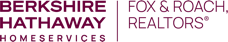 BERKSHIRE
HATHAWAY
HOMESERVICES
FOX & ROACH,
REALTORS®